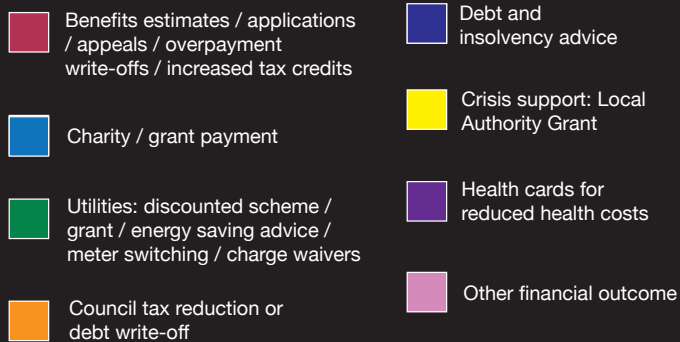 Benefits estimates / applications
/ appeals / overpayment
write-offs / increased tax credits
Charity / grant payment
Utilities: discounted scheme /
grant / energy saving advice /
meter switching / charge waivers
Council tax reduction or
debt write-off
Debt and
insolvency advice
Crisis support: Local
Authority Grant
Health cards for
reduced health costs
Other financial outcome